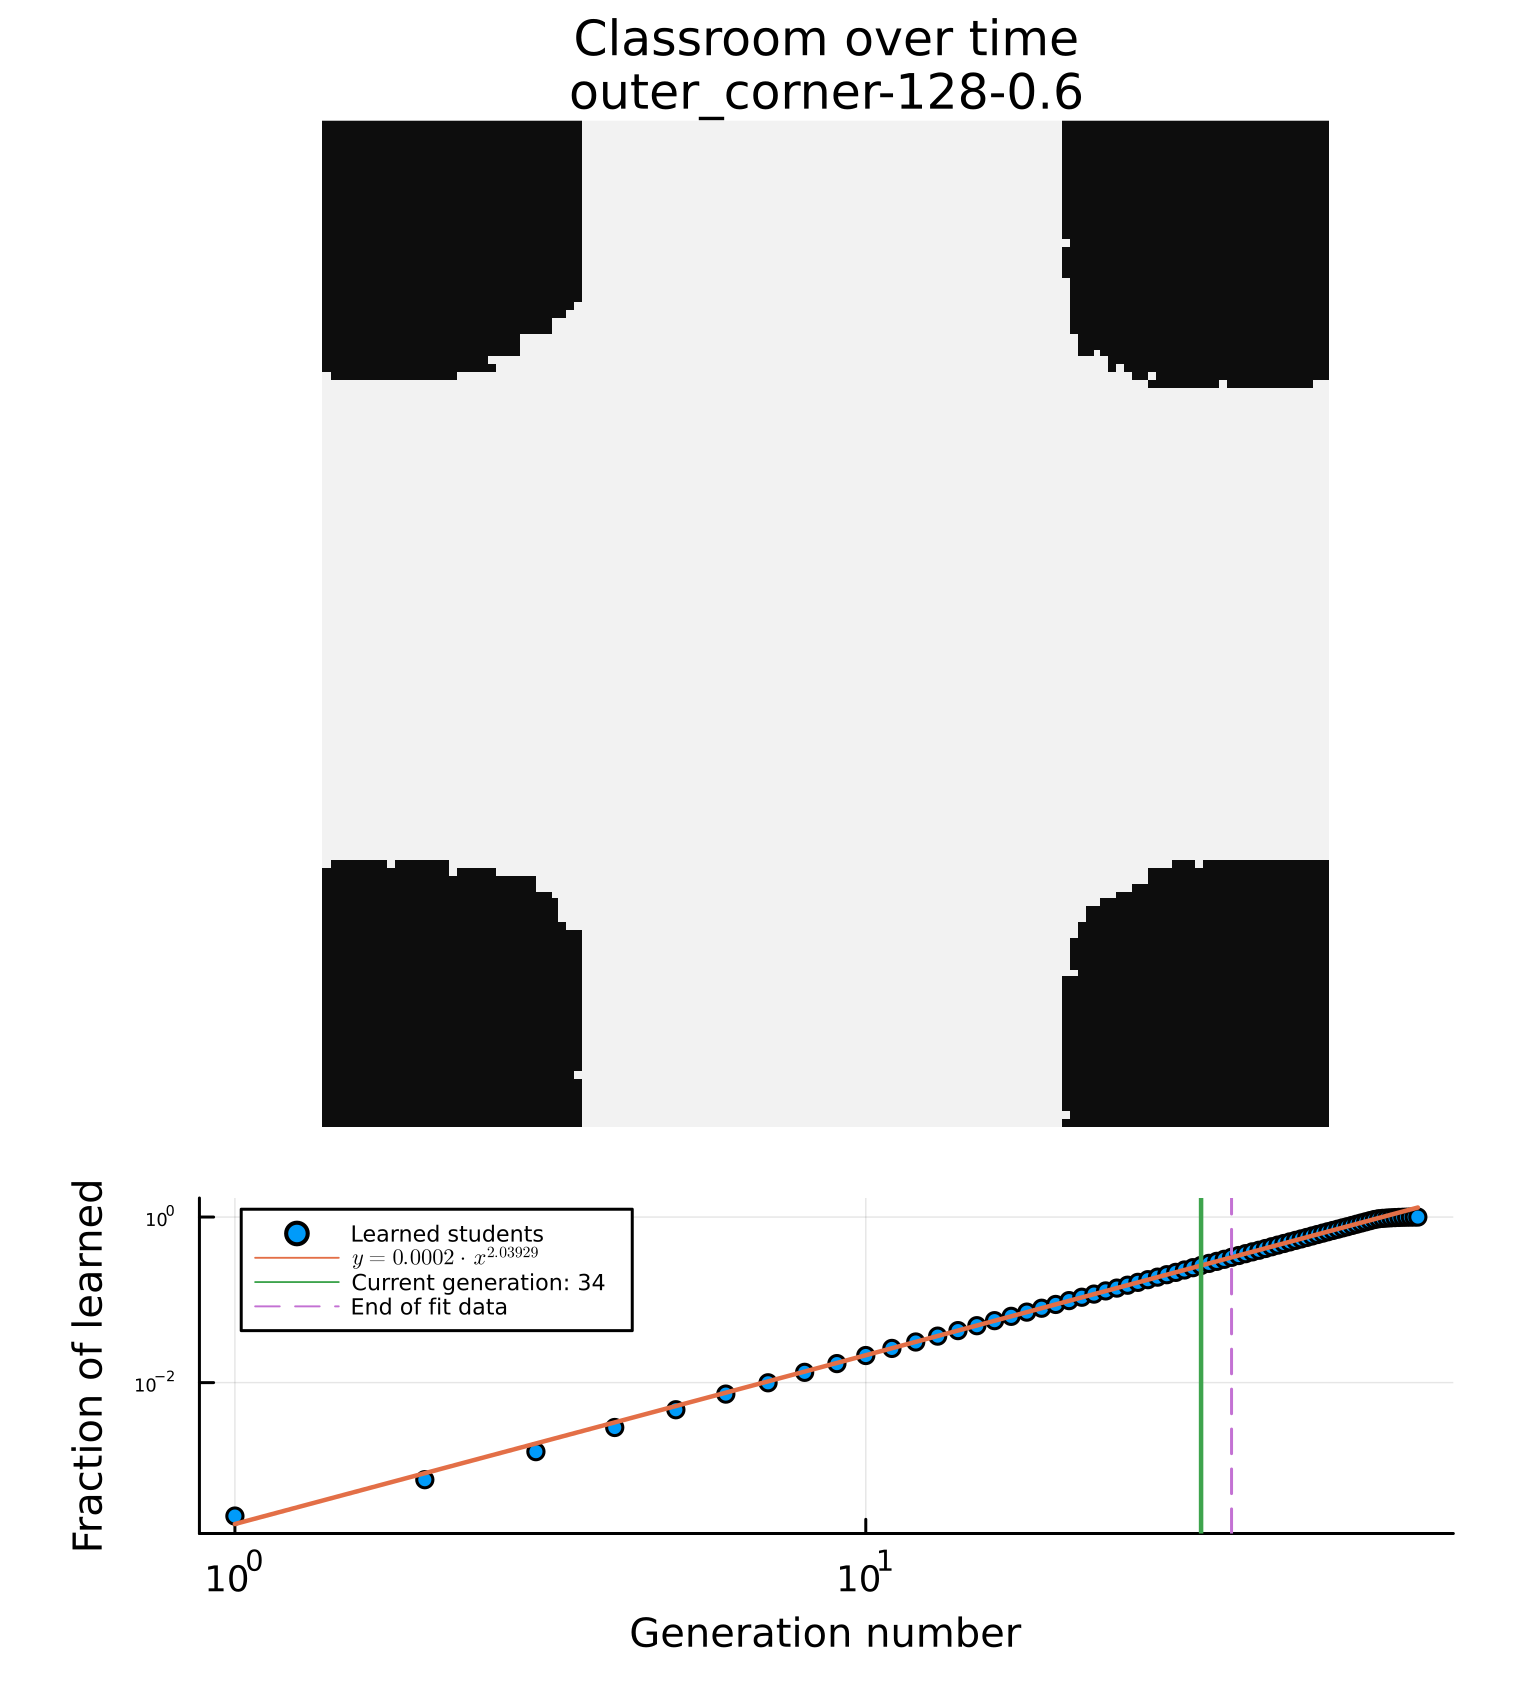 Classroom over time
outer_corner-128-0.6
Fraction of learned
10^0
10^−2
Learned students
y = 0.0002 · x^2.03929
Current generation: 34
End of fit data
10^0
10^1
Generation number